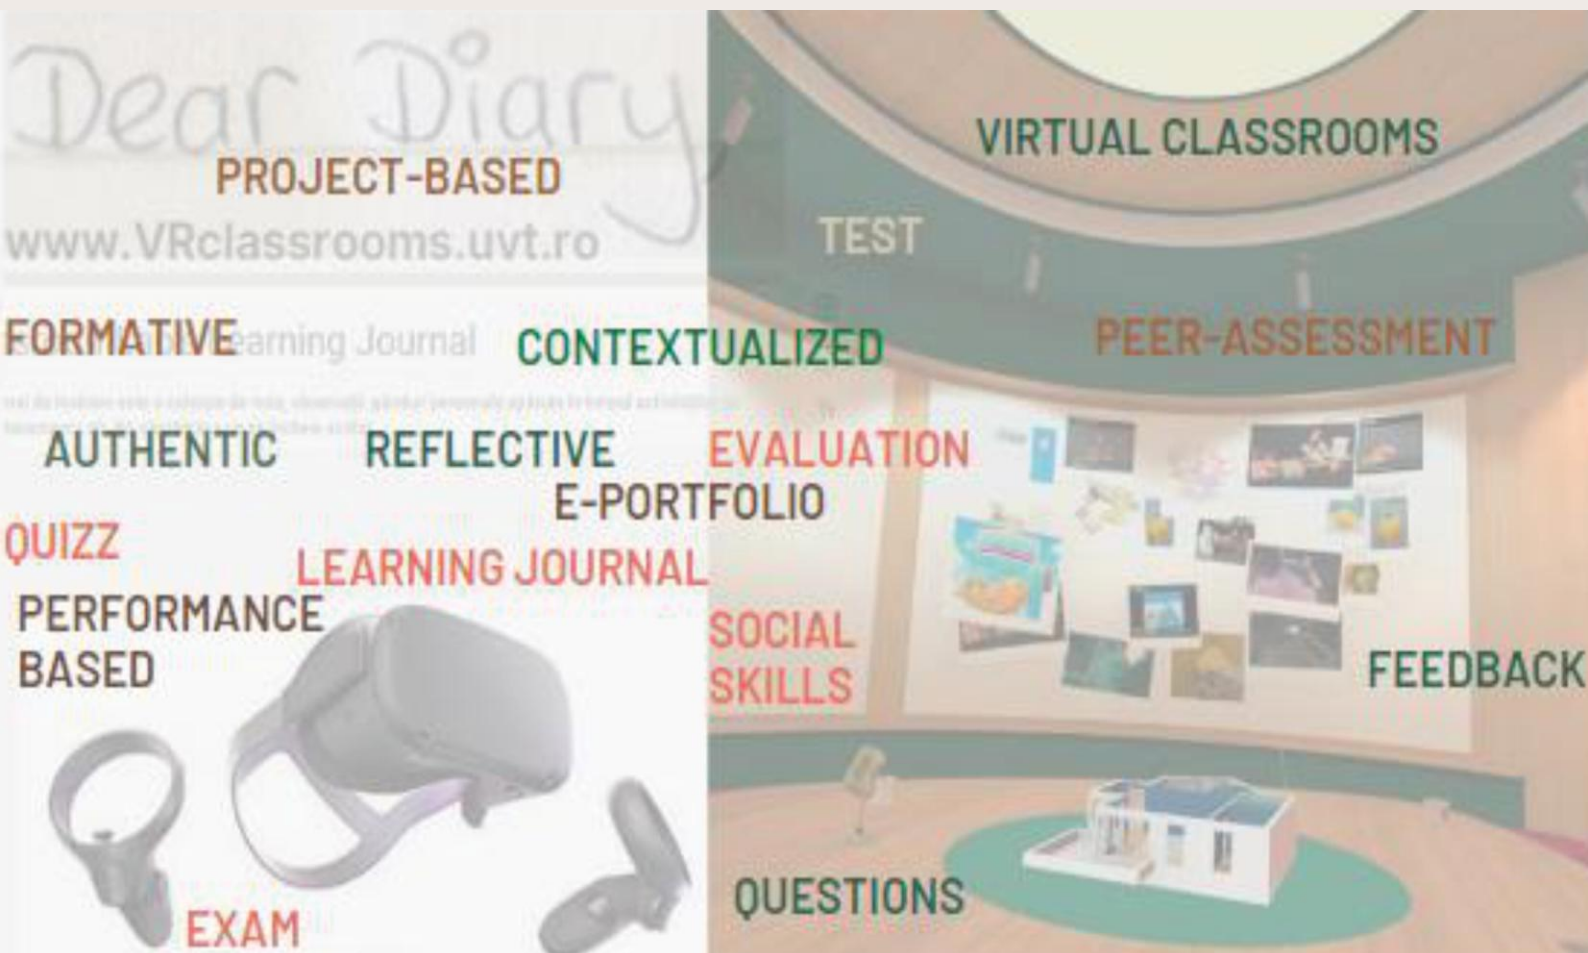 Dear Diary
PROJECT-BASED
VIRTUAL CLASSROOMS
www.VRclassrooms.uvt.ro
TEST
FORMATIVE
Learning Journal
CONTEXTUALIZED
PEER-ASSESSMENT
AUTHENTIC
REFLECTIVE
EVALUATION
E-PORTFOLIO
QUIZZ
LEARNING JOURNAL
PERFORMANCE
BASED
SOCIAL
SKILLS
FEEDBACK
QUESTIONS
EXAM